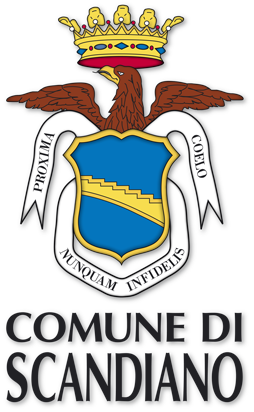 PROXIMA
COELO
NUNQUAM INFIDELIS
COMUNE DI
SCANDIANO